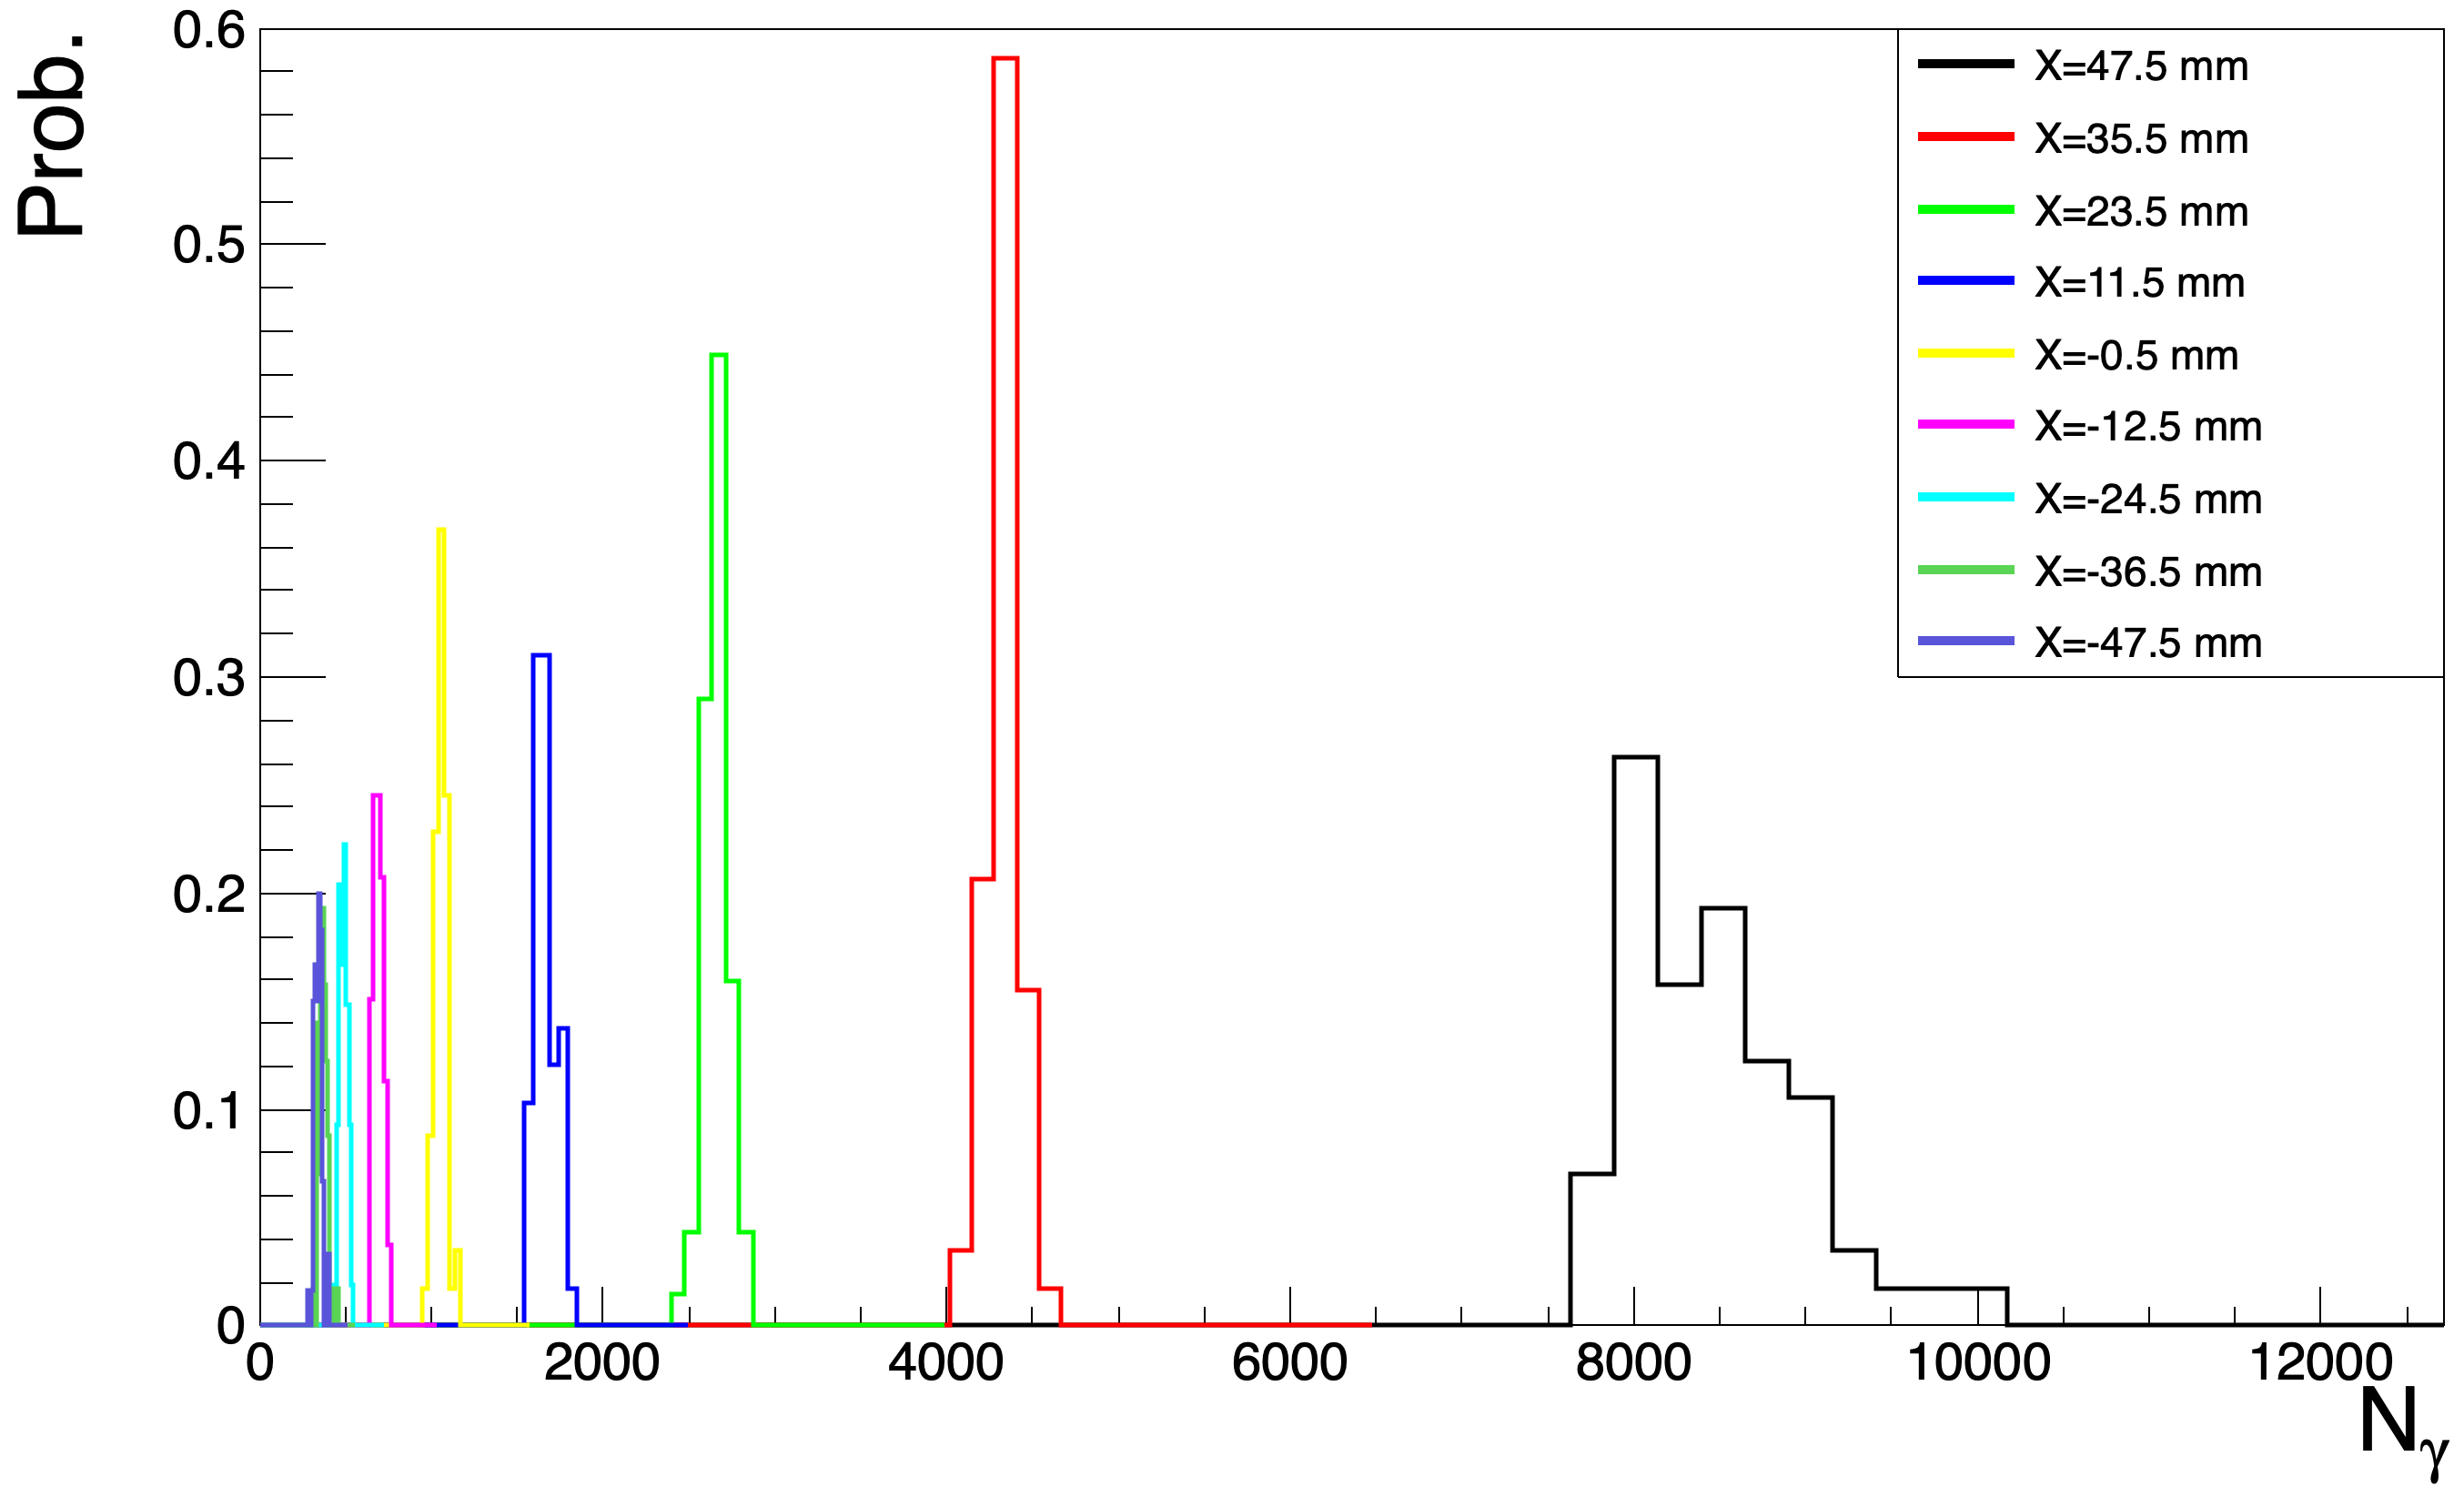 Prob.
0.6
0.5
0.4
0.3
0.2
0.1
0
0 2000 4000 6000 8000 10000 12000
Nγ
X=47.5 mm
X=35.5 mm
X=23.5 mm
X=11.5 mm
X=-0.5 mm
X=-12.5 mm
X=-24.5 mm
X=-36.5 mm
X=-47.5 mm